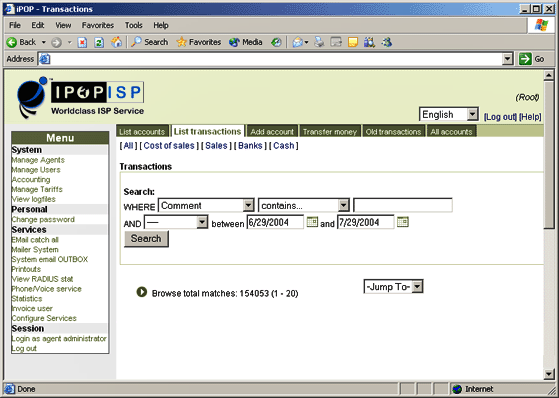 iPOP - Transactions
File Edit View Favorites Tools Help
Back Search Favorites Media
Address Go
IPOPISP
TM
Worldclass ISP Service
(Root)
English [Log out] [Help]
Menu
System
Manage Agents
Manage Users
Accounting
Manage Tariffs
View logfiles
Personal
Change password
Services
EMail catch all
Mailer System
System email OUTBOX
Printouts
View RADIUS stat
Phone/Voice service
Statistics
Invoice user
Configure Services
Session
Login as agent administrator
Log out
List accounts List transactions Add account Transfer money Old transactions All accounts
[All] [Cost of sales] [Sales] [Banks] [Cash]
Transactions
Search:
WHERE Comment contains...
AND --- between 6/29/2004 and 7/29/2004
Search
Browse total matches: 154053 (1 - 20) -Jump To-
Done Internet